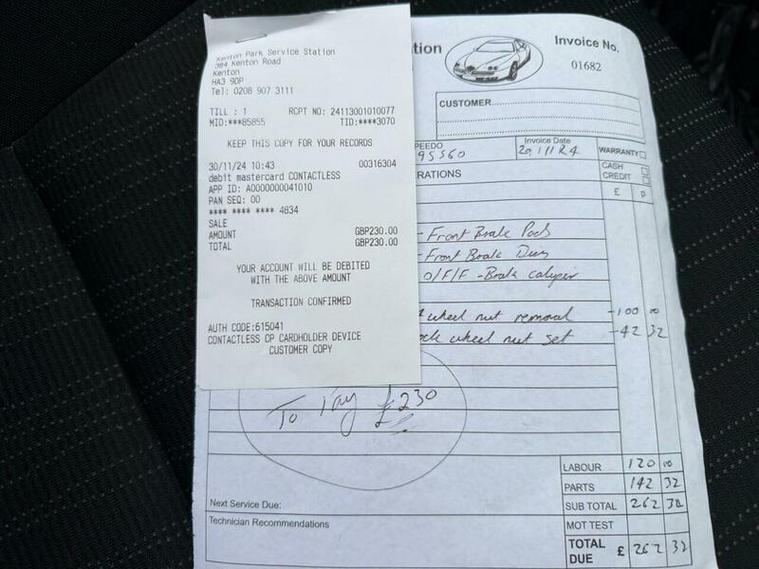 Kenton Park Service Station
384 Kenton Road
Kenton
HA3 9DP
Tel: 0208 907 3111
TILL : 1 RCPT NO: 24113001010077
MID:***85855 TID:****3070
KEEP THIS COPY FOR YOUR RECORDS
30/11/24 10:43 00316304
debit mastercard CONTACTLESS
APP ID: A0000000041010
PAN SEQ: 00
**** **** **** 4834
SALE
AMOUNT GBP230.00
TOTAL GBP230.00
YOUR ACCOUNT WILL BE DEBITED
WITH THE ABOVE AMOUNT
TRANSACTION CONFIRMED
AUTH CODE:615041
CONTACTLESS CP CARDHOLDER DEVICE
CUSTOMER COPY
tion
Invoice No.
01682
CUSTOMER
PEEDO
95560
Invoice Date
WARRANTY
CASH
CREDIT
RATIONS
£ p
- Front Brake Pads
- Front Brake
O/F/F - Brake caliper
wheel nut removal -100 00
ock wheel nut set -42 32
To Pay £230
LABOUR 120 00
PARTS 142 32
SUB TOTAL 262 32
MOT TEST
TOTAL DUE £ 262 32
Next Service Due:
Technician Recommendations